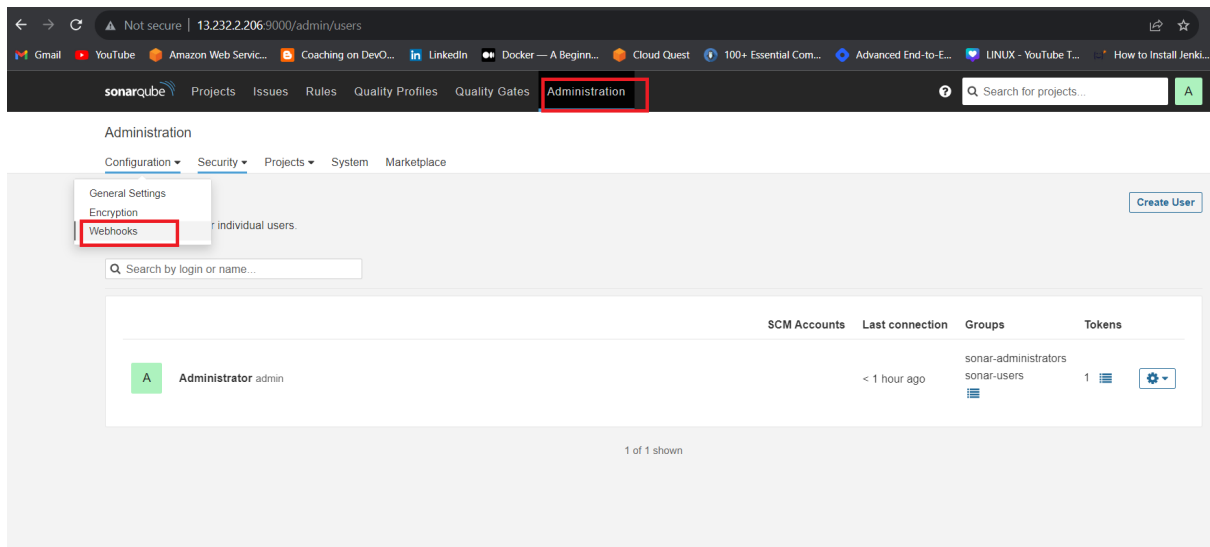 Not secure | 13.232.2.206:9000/admin/users
Gmail YouTube Amazon Web Servic... Coaching on DevO... LinkedIn Docker — A Beginn... Cloud Quest 100+ Essential Com... Advanced End-to-E... LINUX - YouTube T... How to Install Jenki...
sonarqube Projects Issues Rules Quality Profiles Quality Gates Administration Search for projects... A
Administration
Configuration Security Projects System Marketplace
General Settings
Create User
Encryption
individual users.
Webhooks
Search by login or name...
SCM Accounts Last connection Groups Tokens
A Administrator admin < 1 hour ago sonar-administrators
sonar-users 1
1 of 1 shown